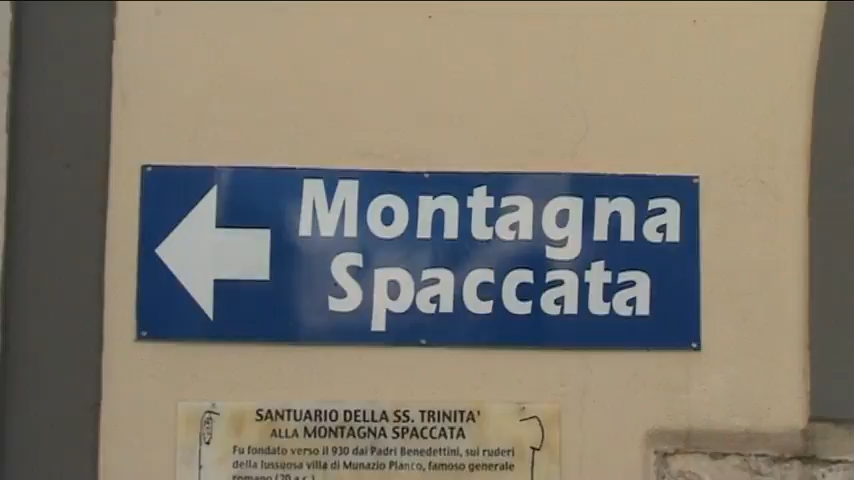 Montagna
Spaccata
SANTUARIO DELLA SS. TRINITA'
ALLA MONTAGNA SPACCATA
Fu fondato verso il 930 dai Padri Benedettini, sui ruderi
della lussuosa villa di Munazio Planco, famoso generale
romano (20 a.c.)